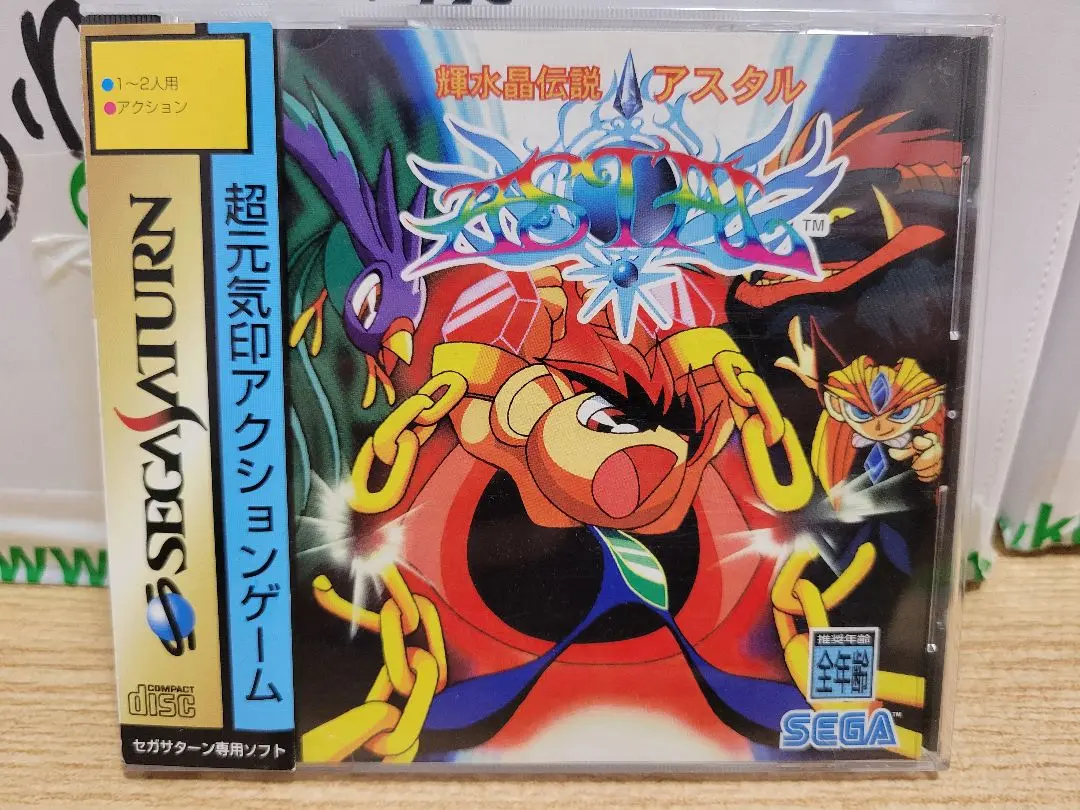 1～2人用
アクション
SEGA SATURN
COMPACT
disc
超元気印アクションゲーム
セガサターン専用ソフト
輝水晶伝説 アスタル
ASTAL
TM
推奨年齢
全年齢
SEGA™
www